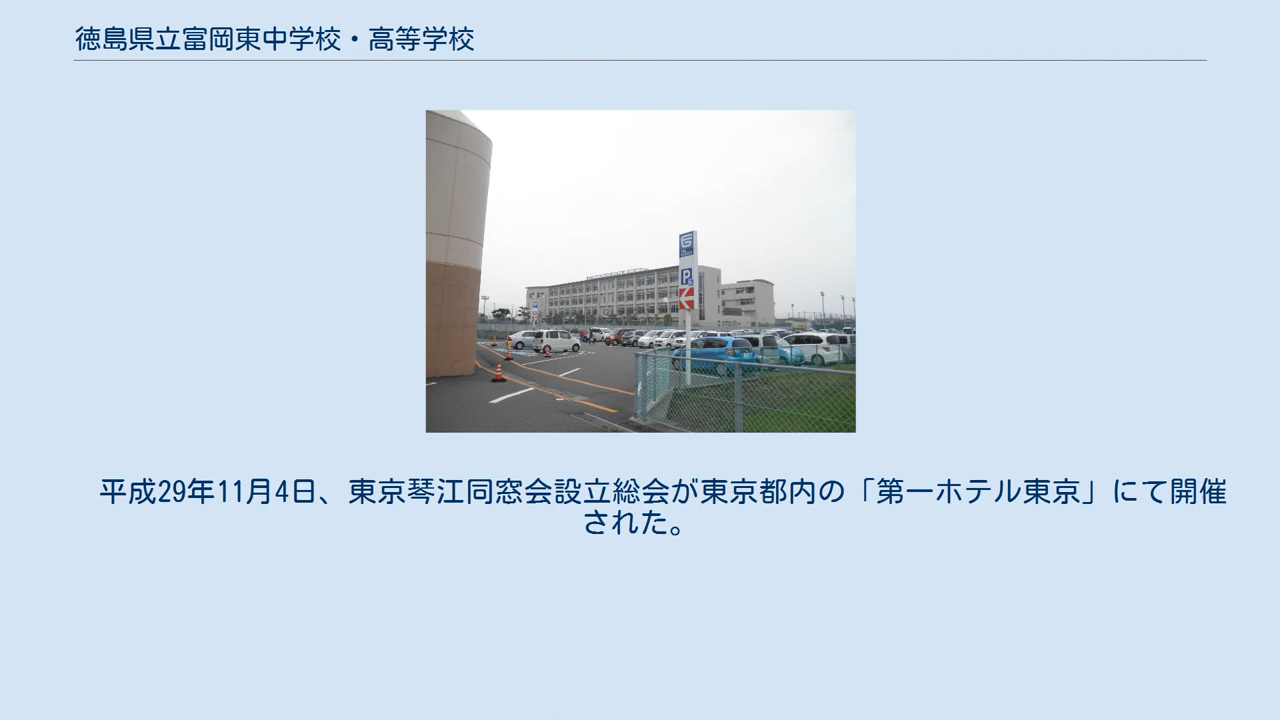 徳島県立富岡東中学校・高等学校
P
平成29年11月4日、東京琴江同窓会設立総会が東京都内の「第一ホテル東京」にて開催
された。